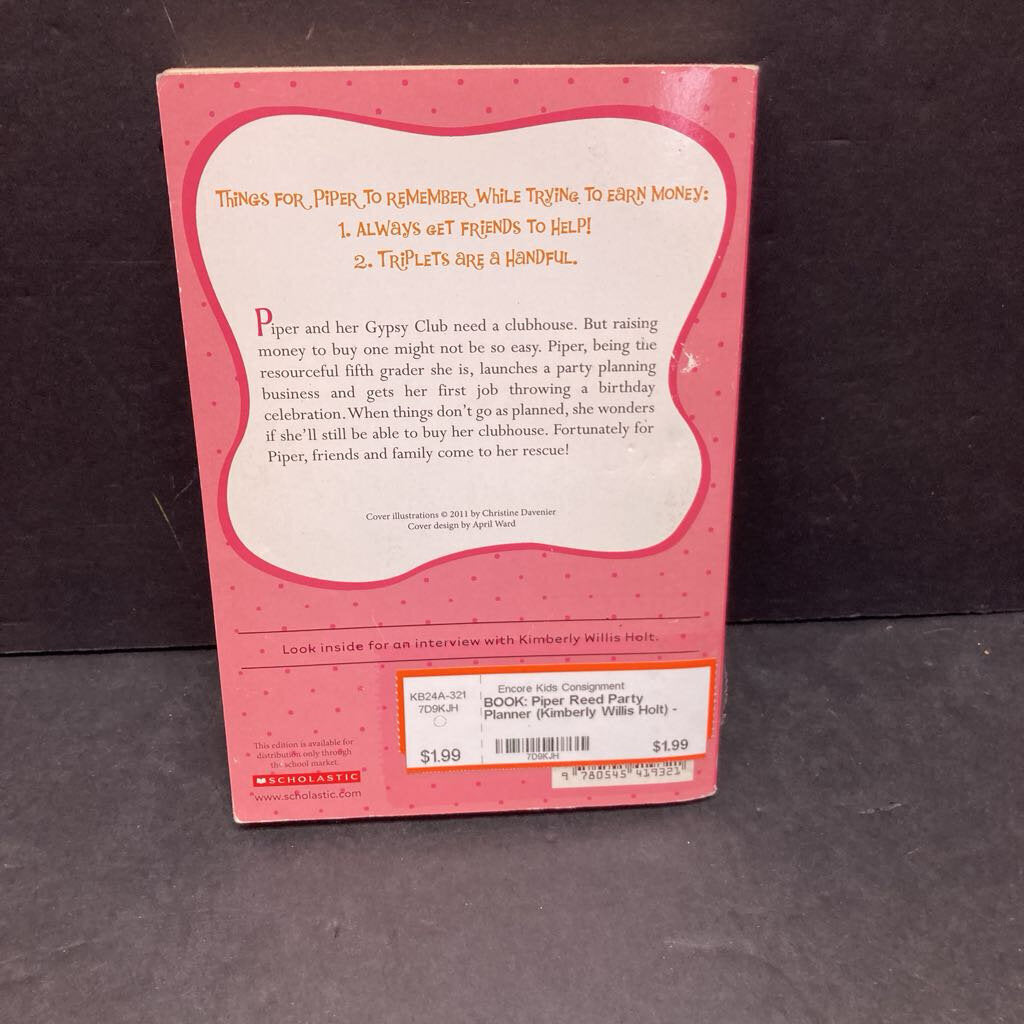 THINGS FOR PIPER TO REMEMBER WHILE TRYING TO EARN MONEY:
1. ALWAYS GET FRIENDS TO HELP!
2. TRIPLETS ARE A HANDFUL.
Piper and her Gypsy Club need a clubhouse. But raising
money to buy one might not be so easy. Piper, being the
resourceful fifth grader she is, launches a party planning
business and gets her first job throwing a birthday
celebration. When things don't go as planned, she wonders
if she'll still be able to buy her clubhouse. Fortunately for
Piper, friends and family come to her rescue!
Cover illustrations © 2011 by Christine Davenier
Cover design by April Ward
Look inside for an interview with Kimberly Willis Holt.
KB24A-321
7D9KJH
$1.99
Encore Kids Consignment
BOOK: Piper Reed Party
Planner (Kimberly Willis Holt) -
7D9KJH
$1.99
9 780545 419321
This edition is available for
distribution only through
the school market.
SCHOLASTIC
www.scholastic.com